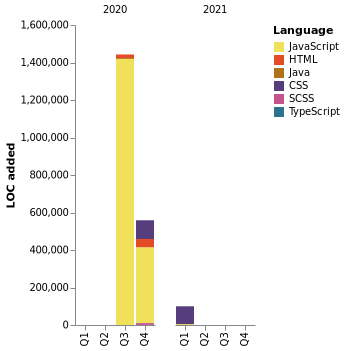 2020
2021
1,600,000
1,400,000
1,200,000
1,000,000
800,000
600,000
400,000
200,000
0
LOC added
Q1
Q2
Q3
Q4
Q1
Q2
Q3
Q4
Language
JavaScript
HTML
Java
CSS
SCSS
TypeScript